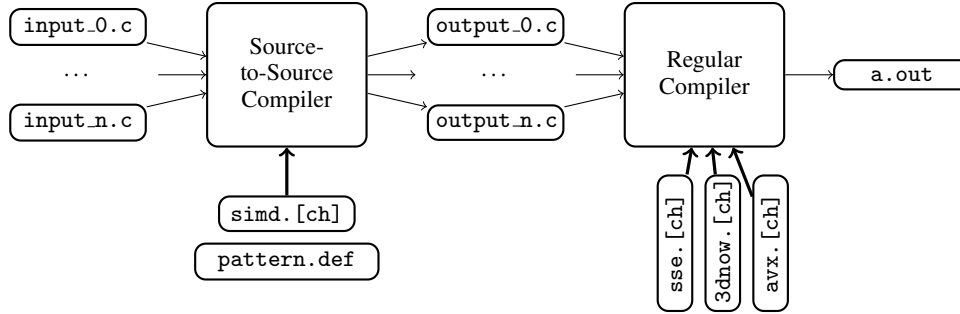 input_0.c
...
input_n.c
Source-
to-Source
Compiler
simd.[ch]
pattern.def
output_0.c
...
output_n.c
Regular
Compiler
sse.[ch]
3dnow.[ch]
avx.[ch]
a.out